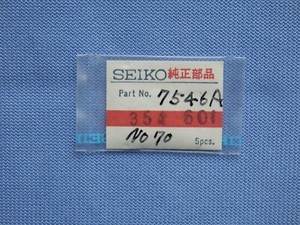 SEIKO 純正部品
Part No. 7546A
354 601
No 70
5pcs.